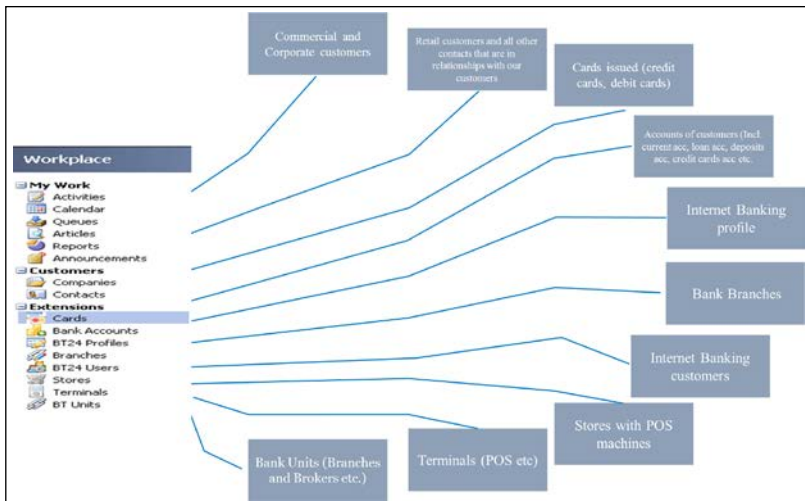 Commercial and
Corporate customers
Retail customers and all other
contacts that are in
relationships with our
customers
Cards issued (credit
cards, debit cards)
Accounts of customers (Incl.
current acc, loan acc, deposits
acc, credit cards acc etc.
Internet Banking
profile
Bank Branches
Internet Banking
customers
Stores with POS
machines
Terminals (POS etc)
Bank Units (Branches
and Brokers etc.)
Workplace
My Work
Activities
Calendar
Queues
Articles
Reports
Announcements
Customers
Companies
Contacts
Extensions
Cards
Bank Accounts
BT24 Profiles
Branches
BT24 Users
Stores
Terminals
BT Units